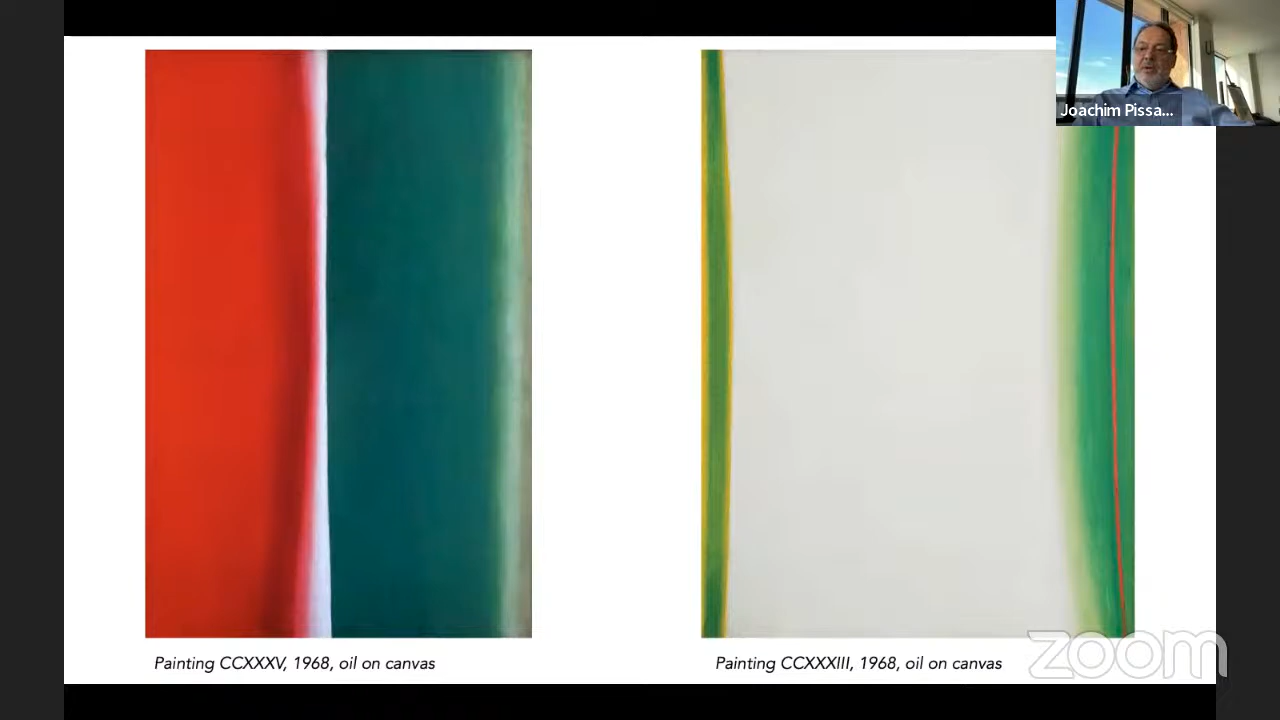 Joachim Pissa...
Painting CCXXXV, 1968, oil on canvas
Painting CCXXXIII, 1968, oil on canvas
zoom